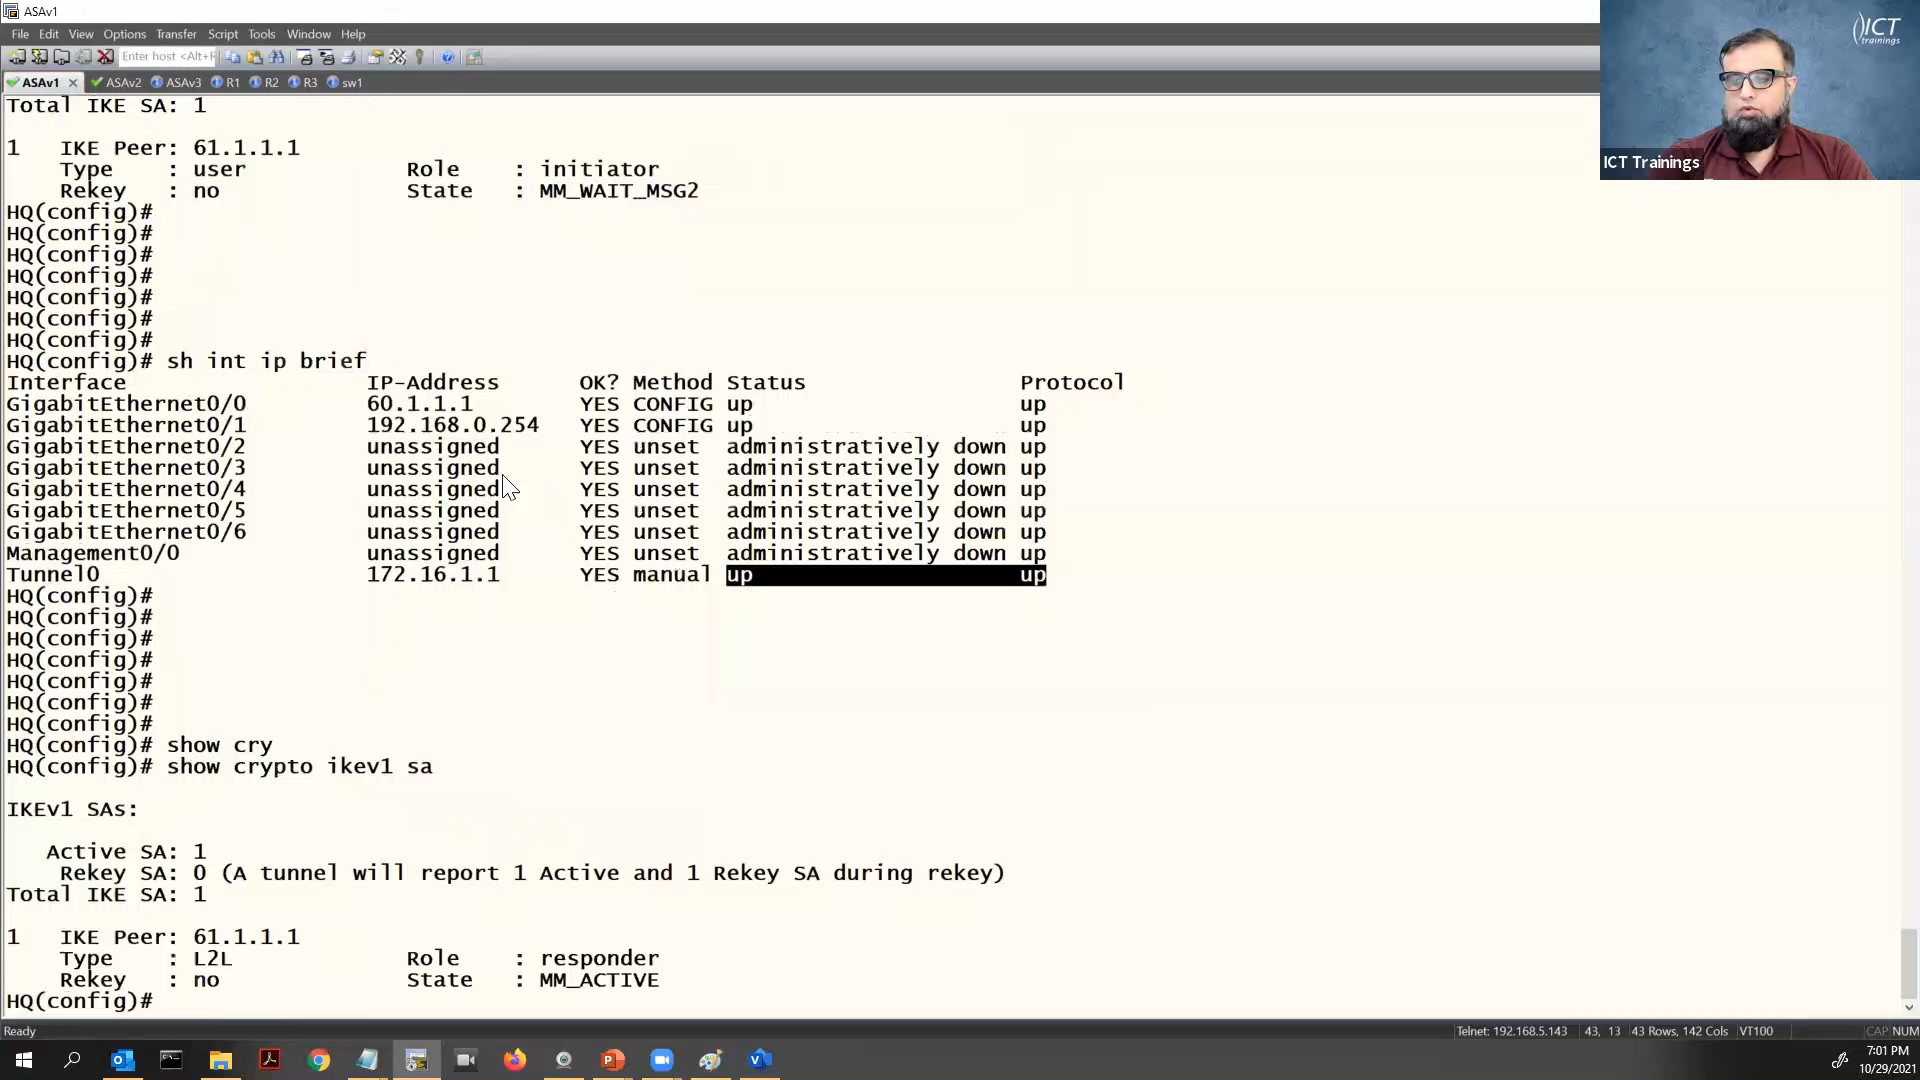 ASAv1
File Edit View Options Transfer Script Tools Window Help
Enter host <Alt+R
ASAv1 ASAv2 ASAv3 R1 R2 R3 sw1
Total IKE SA: 1
1 IKE Peer: 61.1.1.1
Type : user Role : initiator
Rekey : no State : MM_WAIT_MSG2
HQ(config)#
HQ(config)#
HQ(config)#
HQ(config)#
HQ(config)#
HQ(config)#
HQ(config)#
HQ(config)# sh int ip brief
Interface IP-Address OK? Method Status Protocol
GigabitEthernet0/0 60.1.1.1 YES CONFIG up up
GigabitEthernet0/1 192.168.0.254 YES CONFIG up up
GigabitEthernet0/2 unassigned YES unset administratively down up
GigabitEthernet0/3 unassigned YES unset administratively down up
GigabitEthernet0/4 unassigned YES unset administratively down up
GigabitEthernet0/5 unassigned YES unset administratively down up
GigabitEthernet0/6 unassigned YES unset administratively down up
Management0/0 unassigned YES unset administratively down up
Tunnel0 172.16.1.1 YES manual up up
HQ(config)#
HQ(config)#
HQ(config)#
HQ(config)#
HQ(config)#
HQ(config)#
HQ(config)#
HQ(config)# show cry
HQ(config)# show crypto ikev1 sa
IKEv1 SAs:
Active SA: 1
Rekey SA: 0 (A tunnel will report 1 Active and 1 Rekey SA during rekey)
Total IKE SA: 1
1 IKE Peer: 61.1.1.1
Type : L2L Role : responder
Rekey : no State : MM_ACTIVE
HQ(config)#
Ready Telnet: 192.168.5.143 43, 13 43 Rows, 142 Cols VT100 CAP NUM
7:01 PM
10/29/2021
ICT
trainings
ICT Trainings